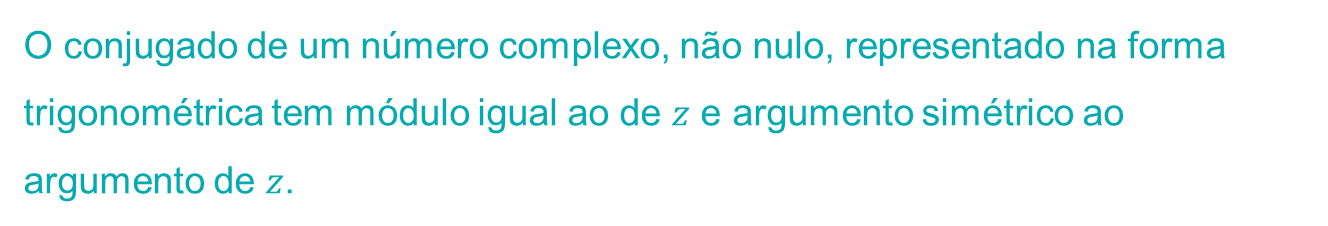 O conjugado de um número complexo, não nulo, representado na forma
trigonométrica tem módulo igual ao de z e argumento simétrico ao
argumento de z.